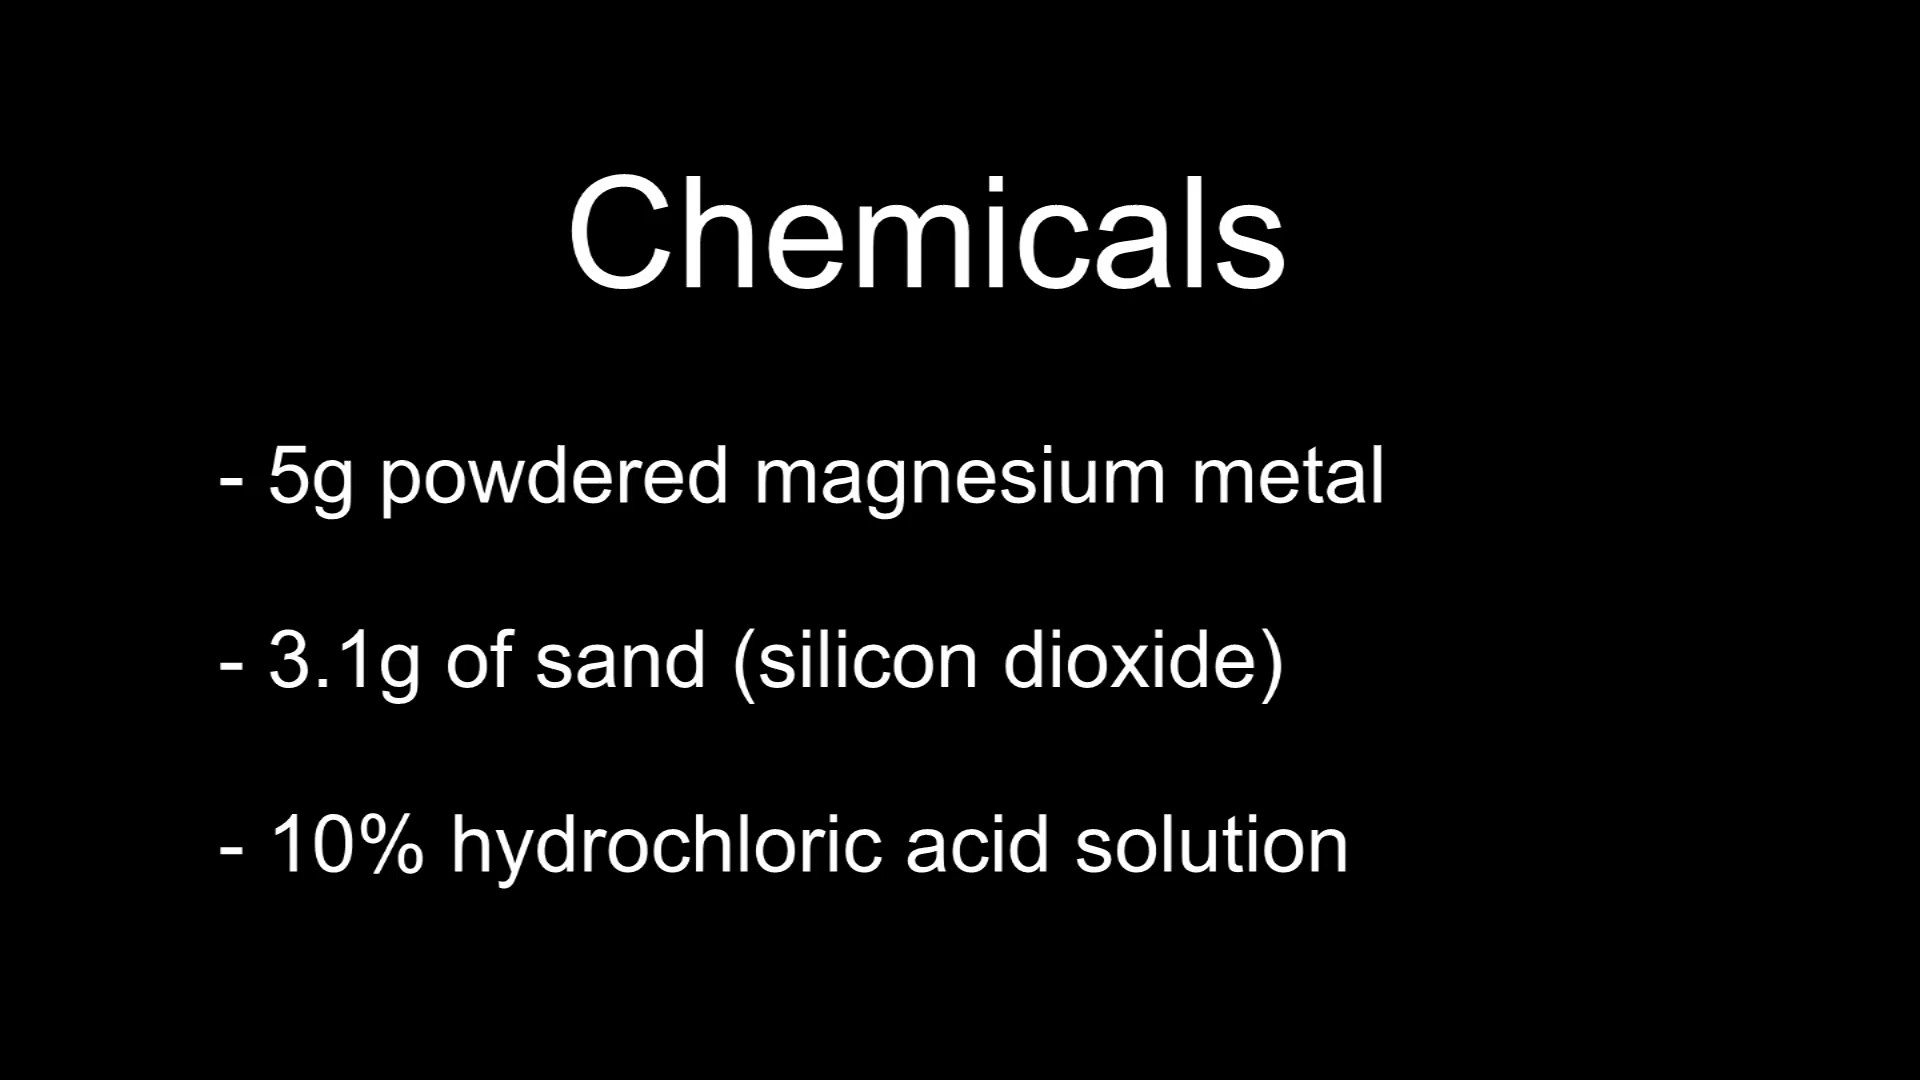 Chemicals
- 5g powdered magnesium metal
- 3.1g of sand (silicon dioxide)
- 10% hydrochloric acid solution